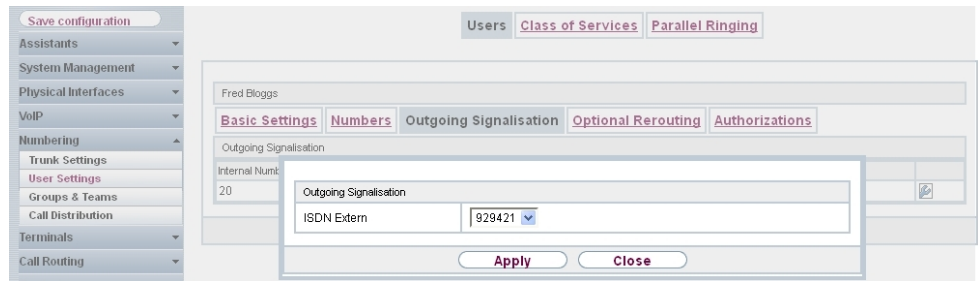 Save configuration
Assistants
System Management
Physical Interfaces
VoIP
Numbering
Trunk Settings
User Settings
Groups & Teams
Call Distribution
Terminals
Call Routing
Users Class of Services Parallel Ringing
Fred Bloggs
Basic Settings Numbers Outgoing Signalisation Optional Rerouting Authorizations
Outgoing Signalisation
Internal Numb
20
Outgoing Signalisation
ISDN Extern 929421
Apply Close